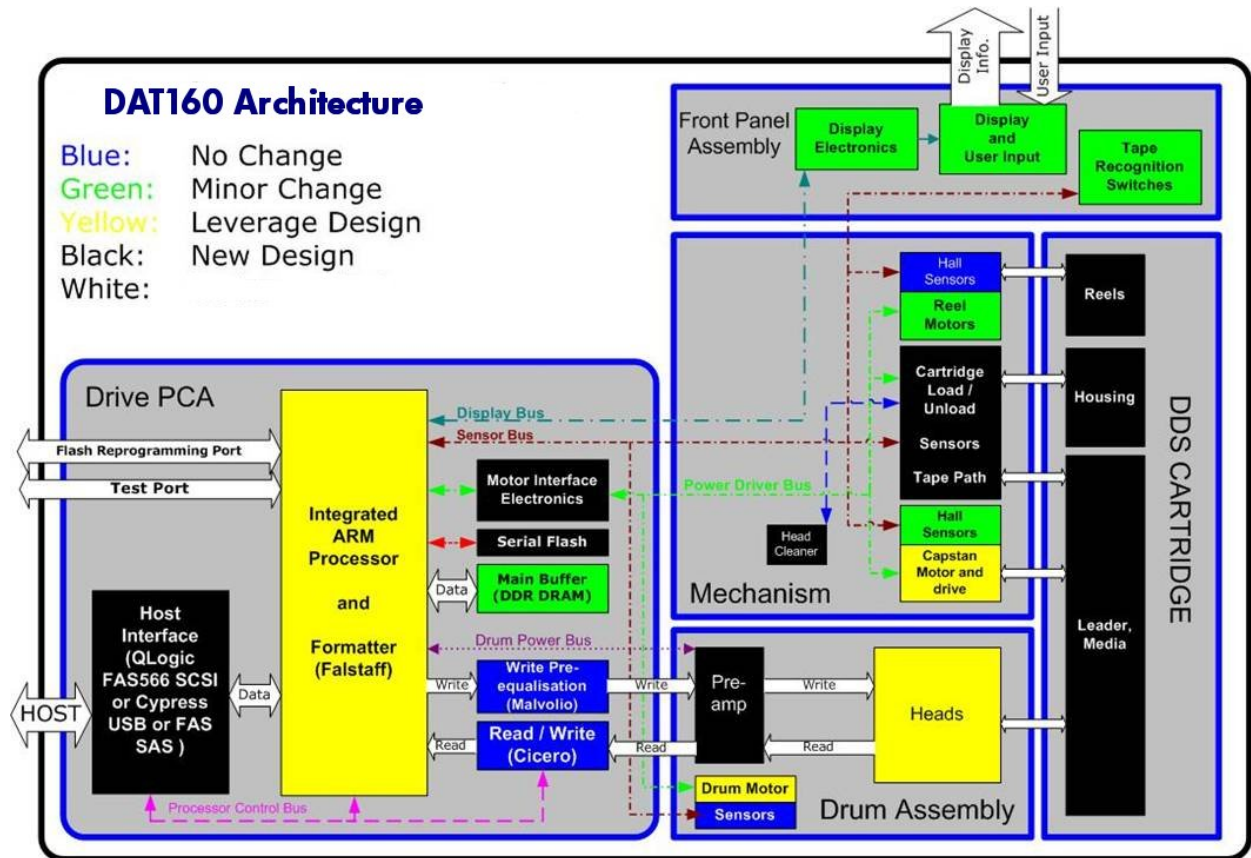 DAT160 Architecture
Blue: No Change
Green: Minor Change
Yellow: Leverage Design
Black: New Design
White:
Display
Info.
User Input
Front Panel
Assembly
Display
Electronics
Display
and
User Input
Tape
Recognition
Switches
Hall
Sensors
Reel
Motors
Cartridge
Load /
Unload
Sensors
Tape Path
Hall
Sensors
Capstan
Motor and
drive
Head
Cleaner
Mechanism
Reels
Housing
Leader,
Media
DDS CARTRIDGE
Drive PCA
Flash Reprogramming Port
Test Port
HOST
Host
Interface
(QLogic
FAS566 SCSI
or Cypress
USB or FAS
SAS )
Data
Integrated
ARM
Processor
and
Formatter
(Falstaff)
Display Bus
Sensor Bus
Motor Interface
Electronics
Power Driver Bus
Serial Flash
Data
Main Buffer
(DDR DRAM)
Drum Power Bus
Write
Write Pre-
equalisation
(Malvolio)
Write
Read
Read / Write
(Cicero)
Read
Processor Control Bus
Pre-
amp
Write
Read
Heads
Drum Motor
Sensors
Drum Assembly